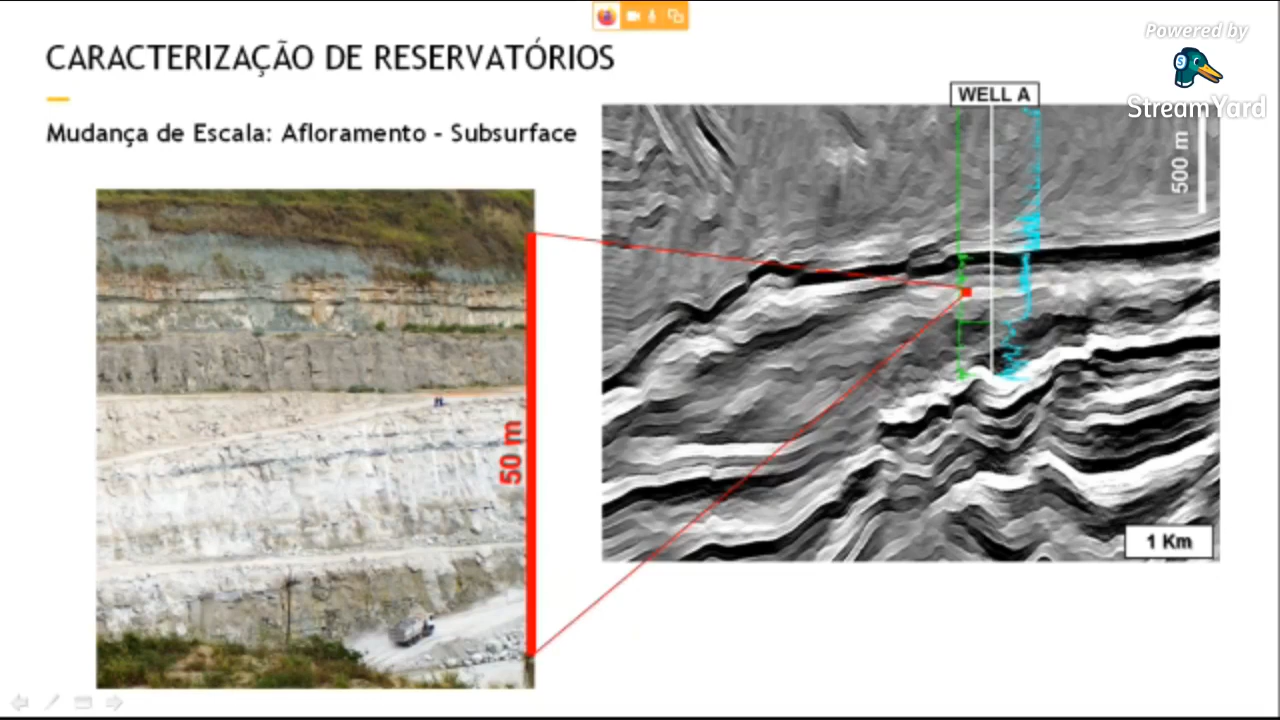 CARACTERIZAÇÃO DE RESERVATÓRIOS
Mudança de Escala: Afloramento - Subsurface
Powered by
StreamYard
WELL A
500 m
50 m
1 Km